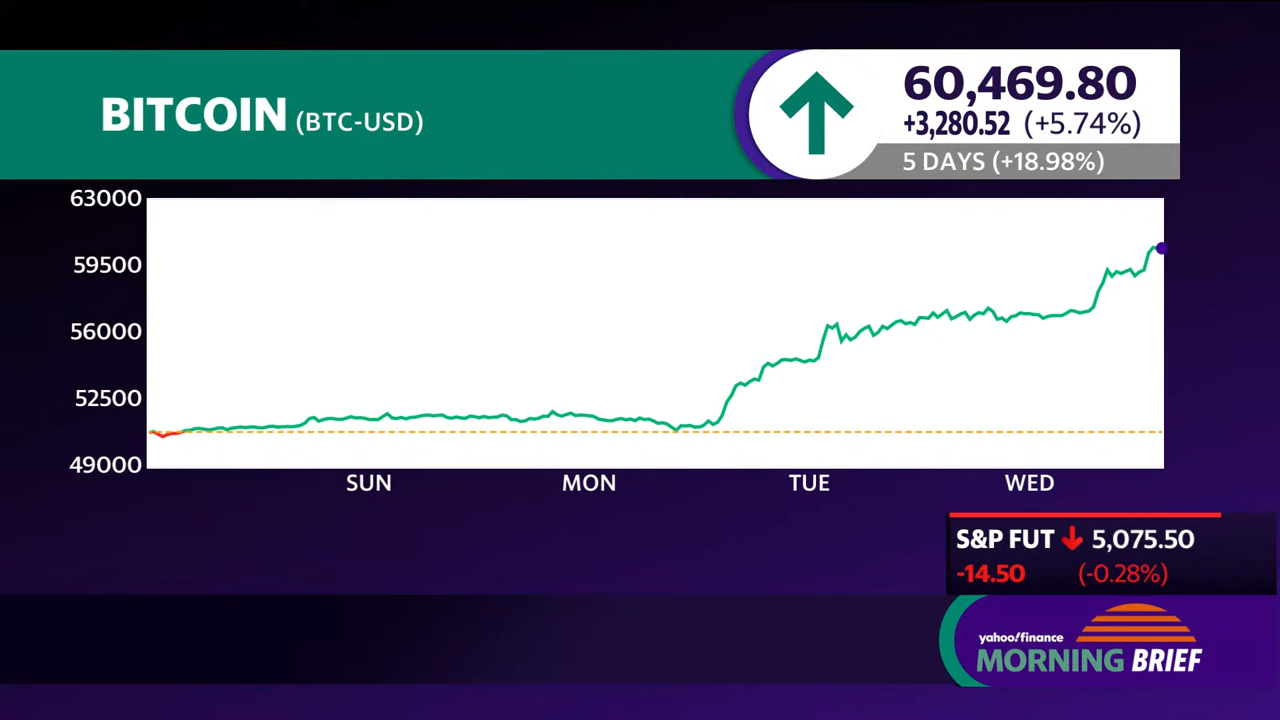 BITCOIN (BTC-USD)
60,469.80
+3,280.52 (+5.74%)
5 DAYS (+18.98%)
63000
59500
56000
52500
49000
SUN MON TUE WED
S&P FUT 5,075.50
-14.50 (-0.28%)
yahoo!finance
MORNING BRIEF